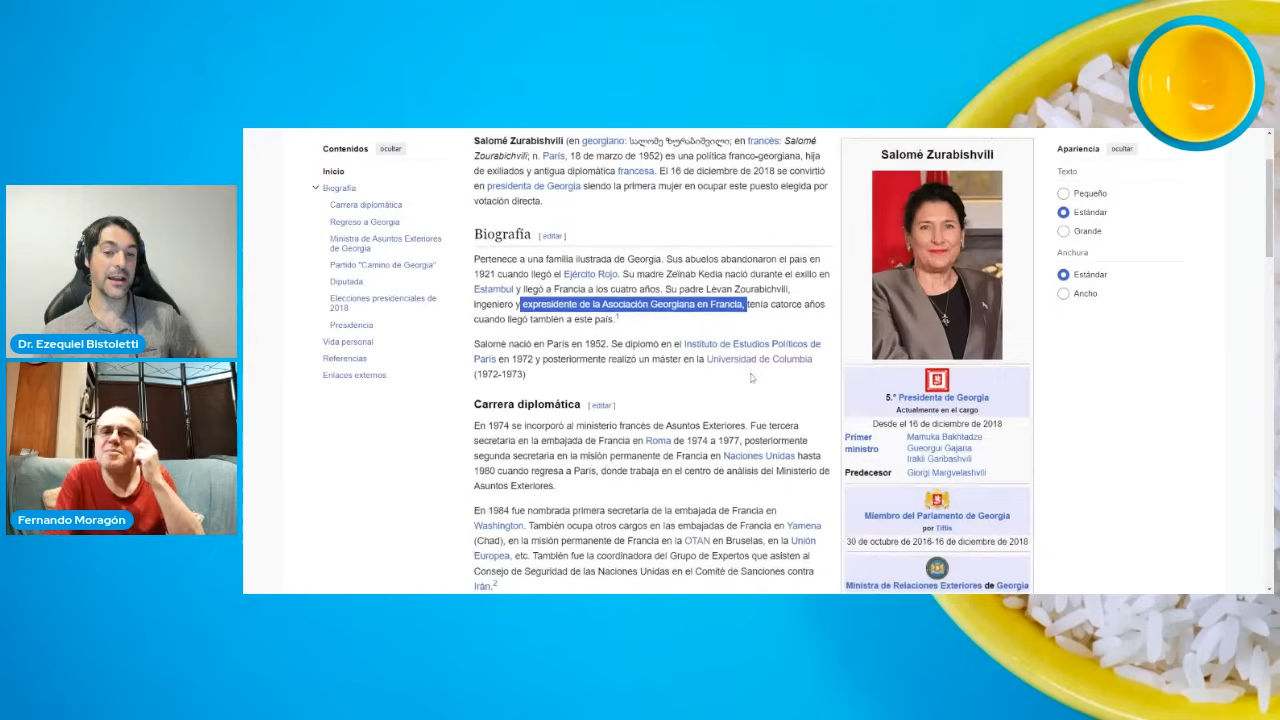 Contenidos ocultar
Inicio
Biografía
Carrera diplomática
Regreso a Georgia
Ministra de Asuntos Exteriores
de Georgia
Partido "Camino de Georgia"
Diputada
Elecciones presidenciales de
2018
Presidencia
Vida personal
Referencias
Enlaces externos
Salomé Zurabishvili (en georgiano: სალომე ზურაბიშვილი; en francés: Salomé
Zourabichvili; n. París, 18 de marzo de 1952) es una política franco-georgiana, hija
de exiliados y antigua diplomática francesa. El 16 de diciembre de 2018 se convirtió
en presidenta de Georgia siendo la primera mujer en ocupar este puesto elegida por
votación directa.
Biografía [ editar ]
Pertenece a una familia ilustrada de Georgia. Sus abuelos abandonaron el país en
1921 cuando llegó el Ejército Rojo. Su madre Zeïnab Kedia nació durante el exilio en
Estambul y llegó a Francia a los cuatro años. Su padre Lévan Zourabichvili,
ingeniero y expresidente de la Asociación Georgiana en Francia, tenía catorce años
cuando llegó también a este país.1
Salomé nació en París en 1952. Se diplomó en el Instituto de Estudios Políticos de
París en 1972 y posteriormente realizó un máster en la Universidad de Columbia
(1972-1973)
Carrera diplomática [ editar ]
En 1974 se incorporó al ministerio francés de Asuntos Exteriores. Fue tercera
secretaria en la embajada de Francia en Roma de 1974 a 1977, posteriormente
segunda secretaria en la misión permanente de Francia en Naciones Unidas hasta
1980 cuando regresa a París, donde trabaja en el centro de análisis del Ministerio de
Asuntos Exteriores.
En 1984 fue nombrada primera secretaria de la embajada de Francia en
Washington. También ocupa otros cargos en las embajadas de Francia en Yamena
(Chad), en la misión permanente de Francia en la OTAN en Bruselas, en la Unión
Europea, etc. También fue la coordinadora del Grupo de Expertos que asisten al
Consejo de Seguridad de las Naciones Unidas en el Comité de Sanciones contra
Irán.2
Salomé Zurabishvili
5.ª Presidenta de Georgia
Actualmente en el cargo
Desde el 16 de diciembre de 2018
Primer Mamuka Bakhtadze
ministro Gueorgui Gajaria
Irakli Garibashvili
Predecesor Giorgi Margvelashvili
Miembro del Parlamento de Georgia
por Tiflis
30 de octubre de 2016-16 de diciembre de 2018
Ministra de Relaciones Exteriores de Georgia
Apariencia ocultar
Texto
Pequeño
Estándar
Grande
Anchura
Estándar
Ancho
Dr. Ezequiel Bistoletti
Fernando Moragón